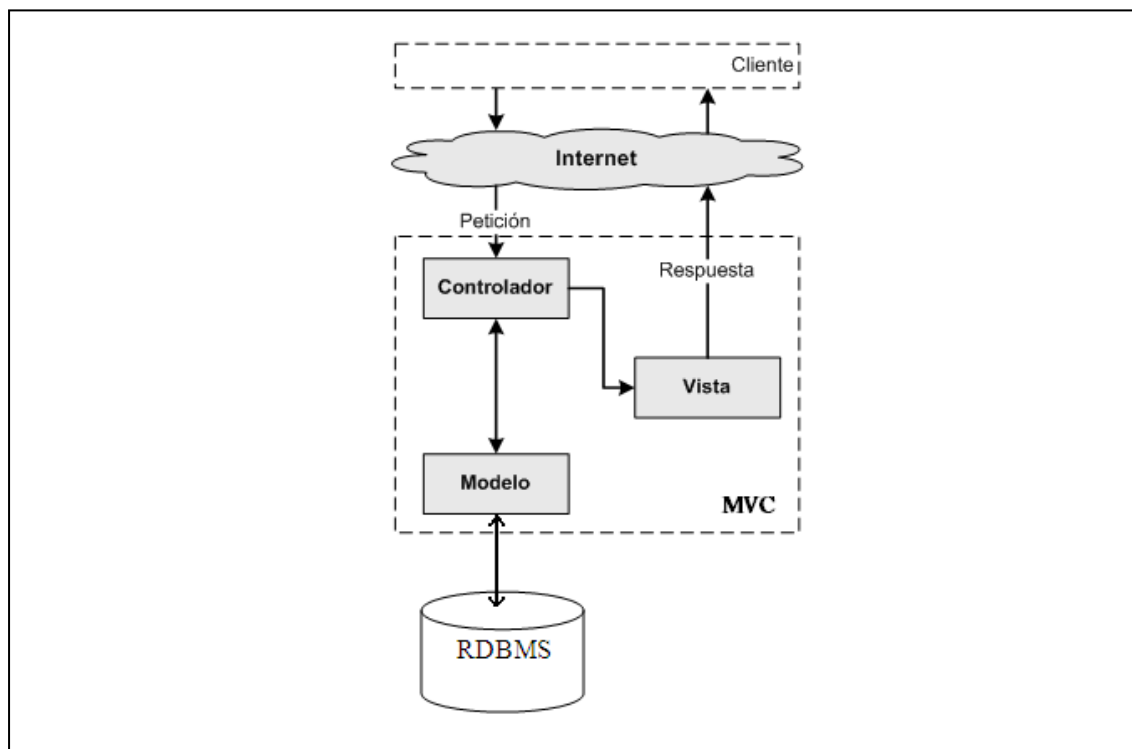 Cliente
Internet
Petición
Controlador
Respuesta
Vista
Modelo
MVC
RDBMS